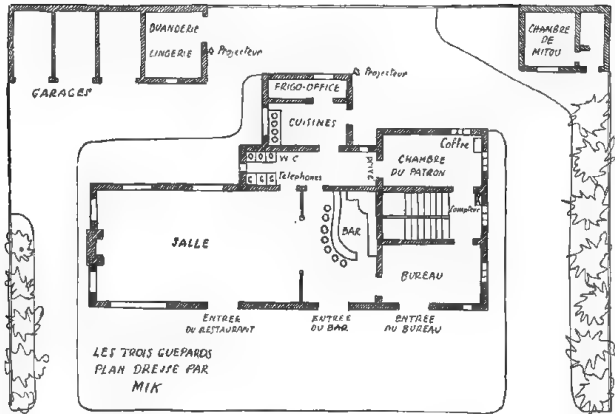 BUANDERIE
LINGERIE
Projecteur
GARAGES
CHAMBRE
DE
MITOU
Projecteur
FRIGO-OFFICE
CUISINES
W.C
Telephones
PRIVÉ
Coffre
CHAMBRE
DU PATRON
Compteur
SALLE
BAR
BUREAU
ENTREE
DU RESTAURANT
ENTREE
DU BAR
ENTREE
DU BUREAU
LES TROIS GUEPARDS
PLAN DRESSE PAR
MIK